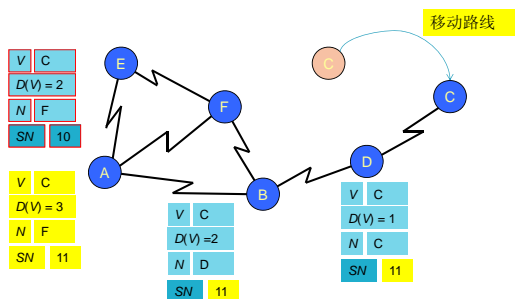 移动路线
E
C
C
F
A
B
D
V C
D(V) = 2
N F
SN 10
V C
D(V) = 3
N F
SN 11
V C
D(V) =2
N D
SN 11
V C
D(V) = 1
N C
SN 11